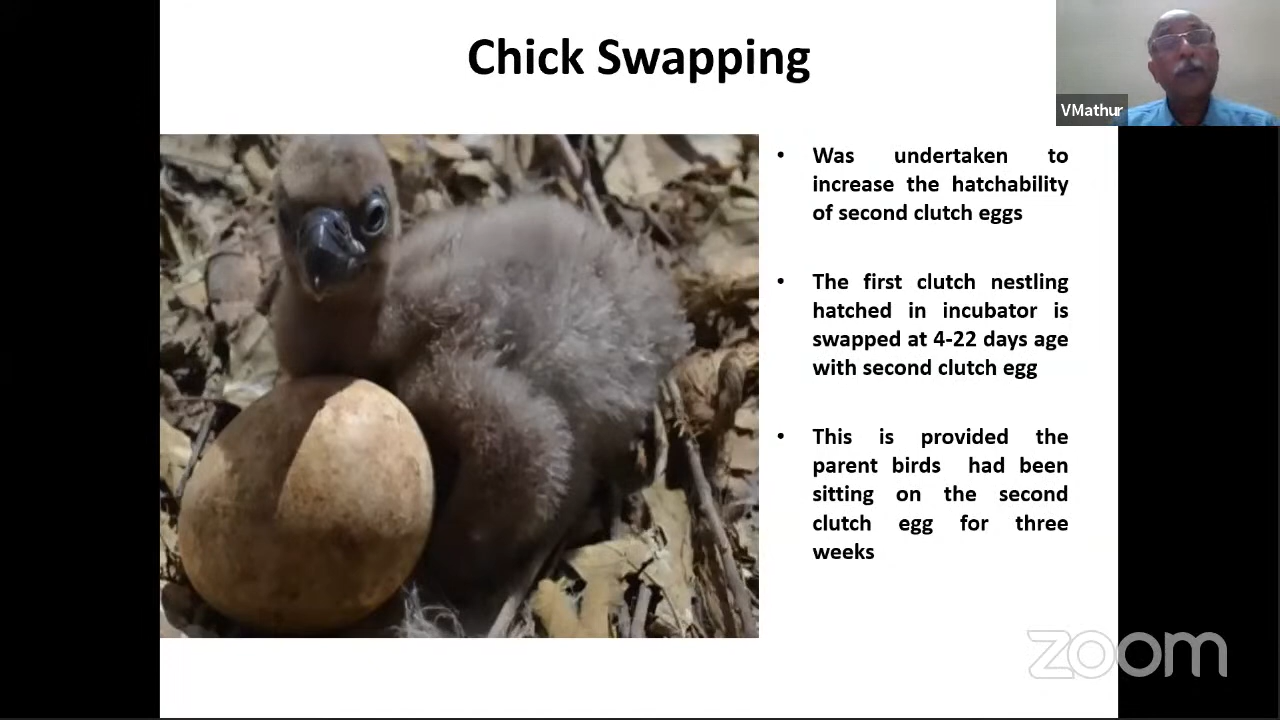 Chick Swapping
VMathur
• Was undertaken to
increase the hatchability
of second clutch eggs
• The first clutch nestling
hatched in incubator is
swapped at 4-22 days age
with second clutch egg
• This is provided the
parent birds had been
sitting on the second
clutch egg for three
weeks
zoom